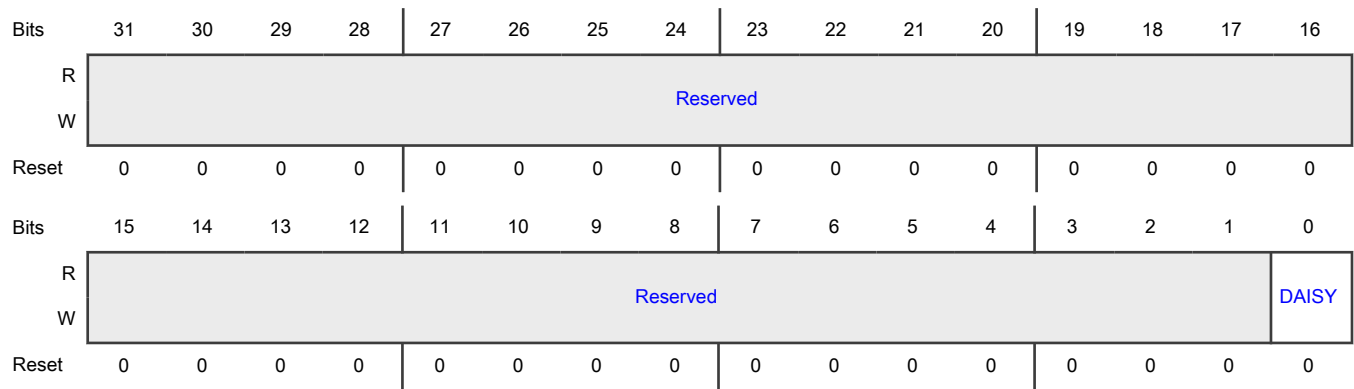 Bits 31 30 29 28 27 26 25 24 23 22 21 20 19 18 17 16
R
Reserved
W
Reset 0 0 0 0 0 0 0 0 0 0 0 0 0 0 0 0
Bits 15 14 13 12 11 10 9 8 7 6 5 4 3 2 1 0
R
Reserved DAISY
W
Reset 0 0 0 0 0 0 0 0 0 0 0 0 0 0 0 0